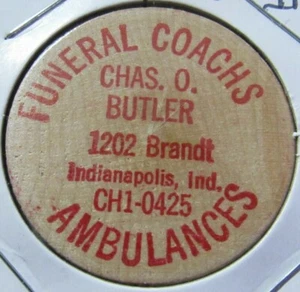 FUNERAL COACHS
CHAS. O.
BUTLER
1202 Brandt
Indianapolis, Ind.
CH1-0425
AMBULANCES